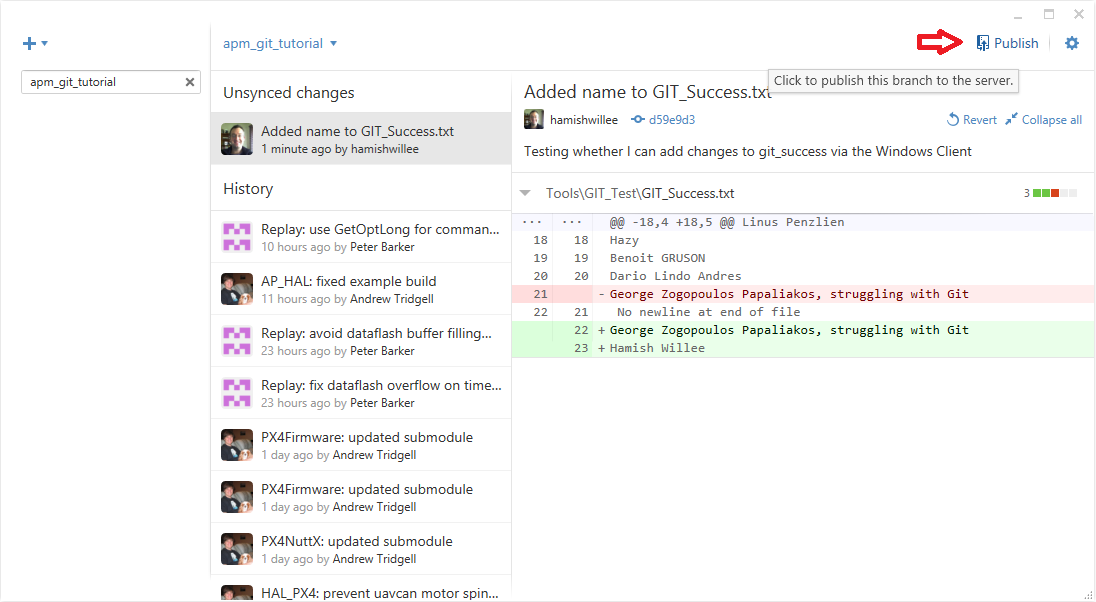 apm_git_tutorial
Publish
apm_git_tutorial
Click to publish this branch to the server.
Unsynced changes
Added name to GIT_Success.txt
1 minute ago by hamishwillee
History
Replay: use GetOptLong for comman...
10 hours ago by Peter Barker
AP_HAL: fixed example build
11 hours ago by Andrew Tridgell
Replay: avoid dataflash buffer filling...
23 hours ago by Peter Barker
Replay: fix dataflash overflow on time...
23 hours ago by Peter Barker
PX4Firmware: updated submodule
1 day ago by Andrew Tridgell
PX4Firmware: updated submodule
1 day ago by Andrew Tridgell
PX4NuttX: updated submodule
1 day ago by Andrew Tridgell
HAL_PX4: prevent uavcan motor spin...
Added name to GIT_Success.txt
hamishwillee d59e9d3 Revert Collapse all
Testing whether I can add changes to git_success via the Windows Client
Tools\GIT_Test\GIT_Success.txt 3
... ... @@ -18,4 +18,5 @@ Linus Penzlien
18 18 Hazy
19 19 Benoit GRUSON
20 20 Dario Lindo Andres
21 - George Zogopoulos Papaliakos, struggling with Git
22 21 No newline at end of file
22 + George Zogopoulos Papaliakos, struggling with Git
23 + Hamish Willee